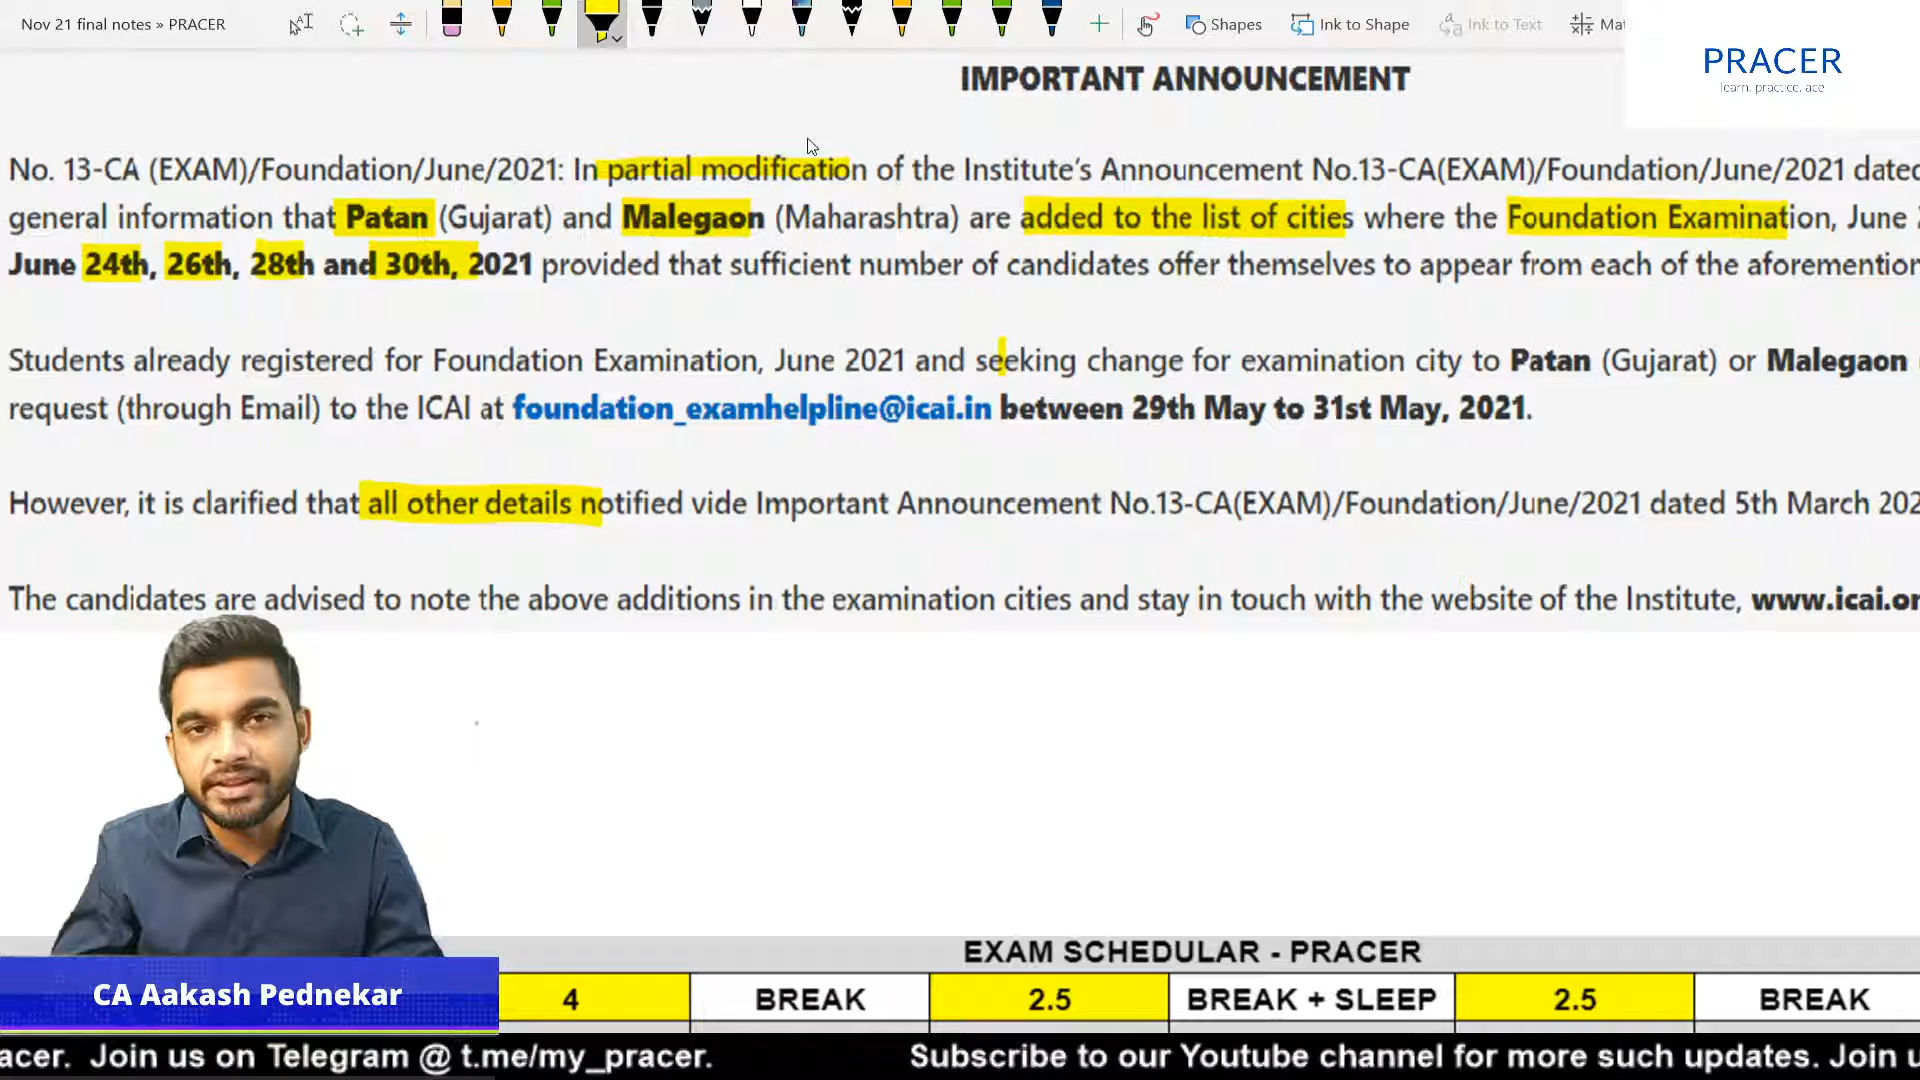 Nov 21 final notes » PRACER
Shapes
Ink to Shape
Ink to Text
PRACER
learn. practice. ace
IMPORTANT ANNOUNCEMENT
No. 13-CA (EXAM)/Foundation/June/2021: In partial modification of the Institute's Announcement No.13-CA(EXAM)/Foundation/June/2021 dated
general information that Patan (Gujarat) and Malegaon (Maharashtra) are added to the list of cities where the Foundation Examination, June
June 24th, 26th, 28th and 30th, 2021 provided that sufficient number of candidates offer themselves to appear from each of the
Students already registered for Foundation Examination, June 2021 and seeking change for examination city to Patan (Gujarat) or Malegaon
request (through Email) to the ICAI at foundation_examhelpline@icai.in between 29th May to 31st May, 2021.
However, it is clarified that all other details notified vide Important Announcement No.13-CA(EXAM)/Foundation/June/2021 dated 5th March 202
The candidates are advised to note the above additions in the examination cities and stay in touch with the website of the Institute, www.icai.or
EXAM SCHEDULAR - PRACER
CA Aakash Pednekar
4 BREAK 2.5 BREAK + SLEEP 2.5 BREAK
acer. Join us on Telegram @ t.me/my_pracer. Subscribe to our Youtube channel for more such updates. Join